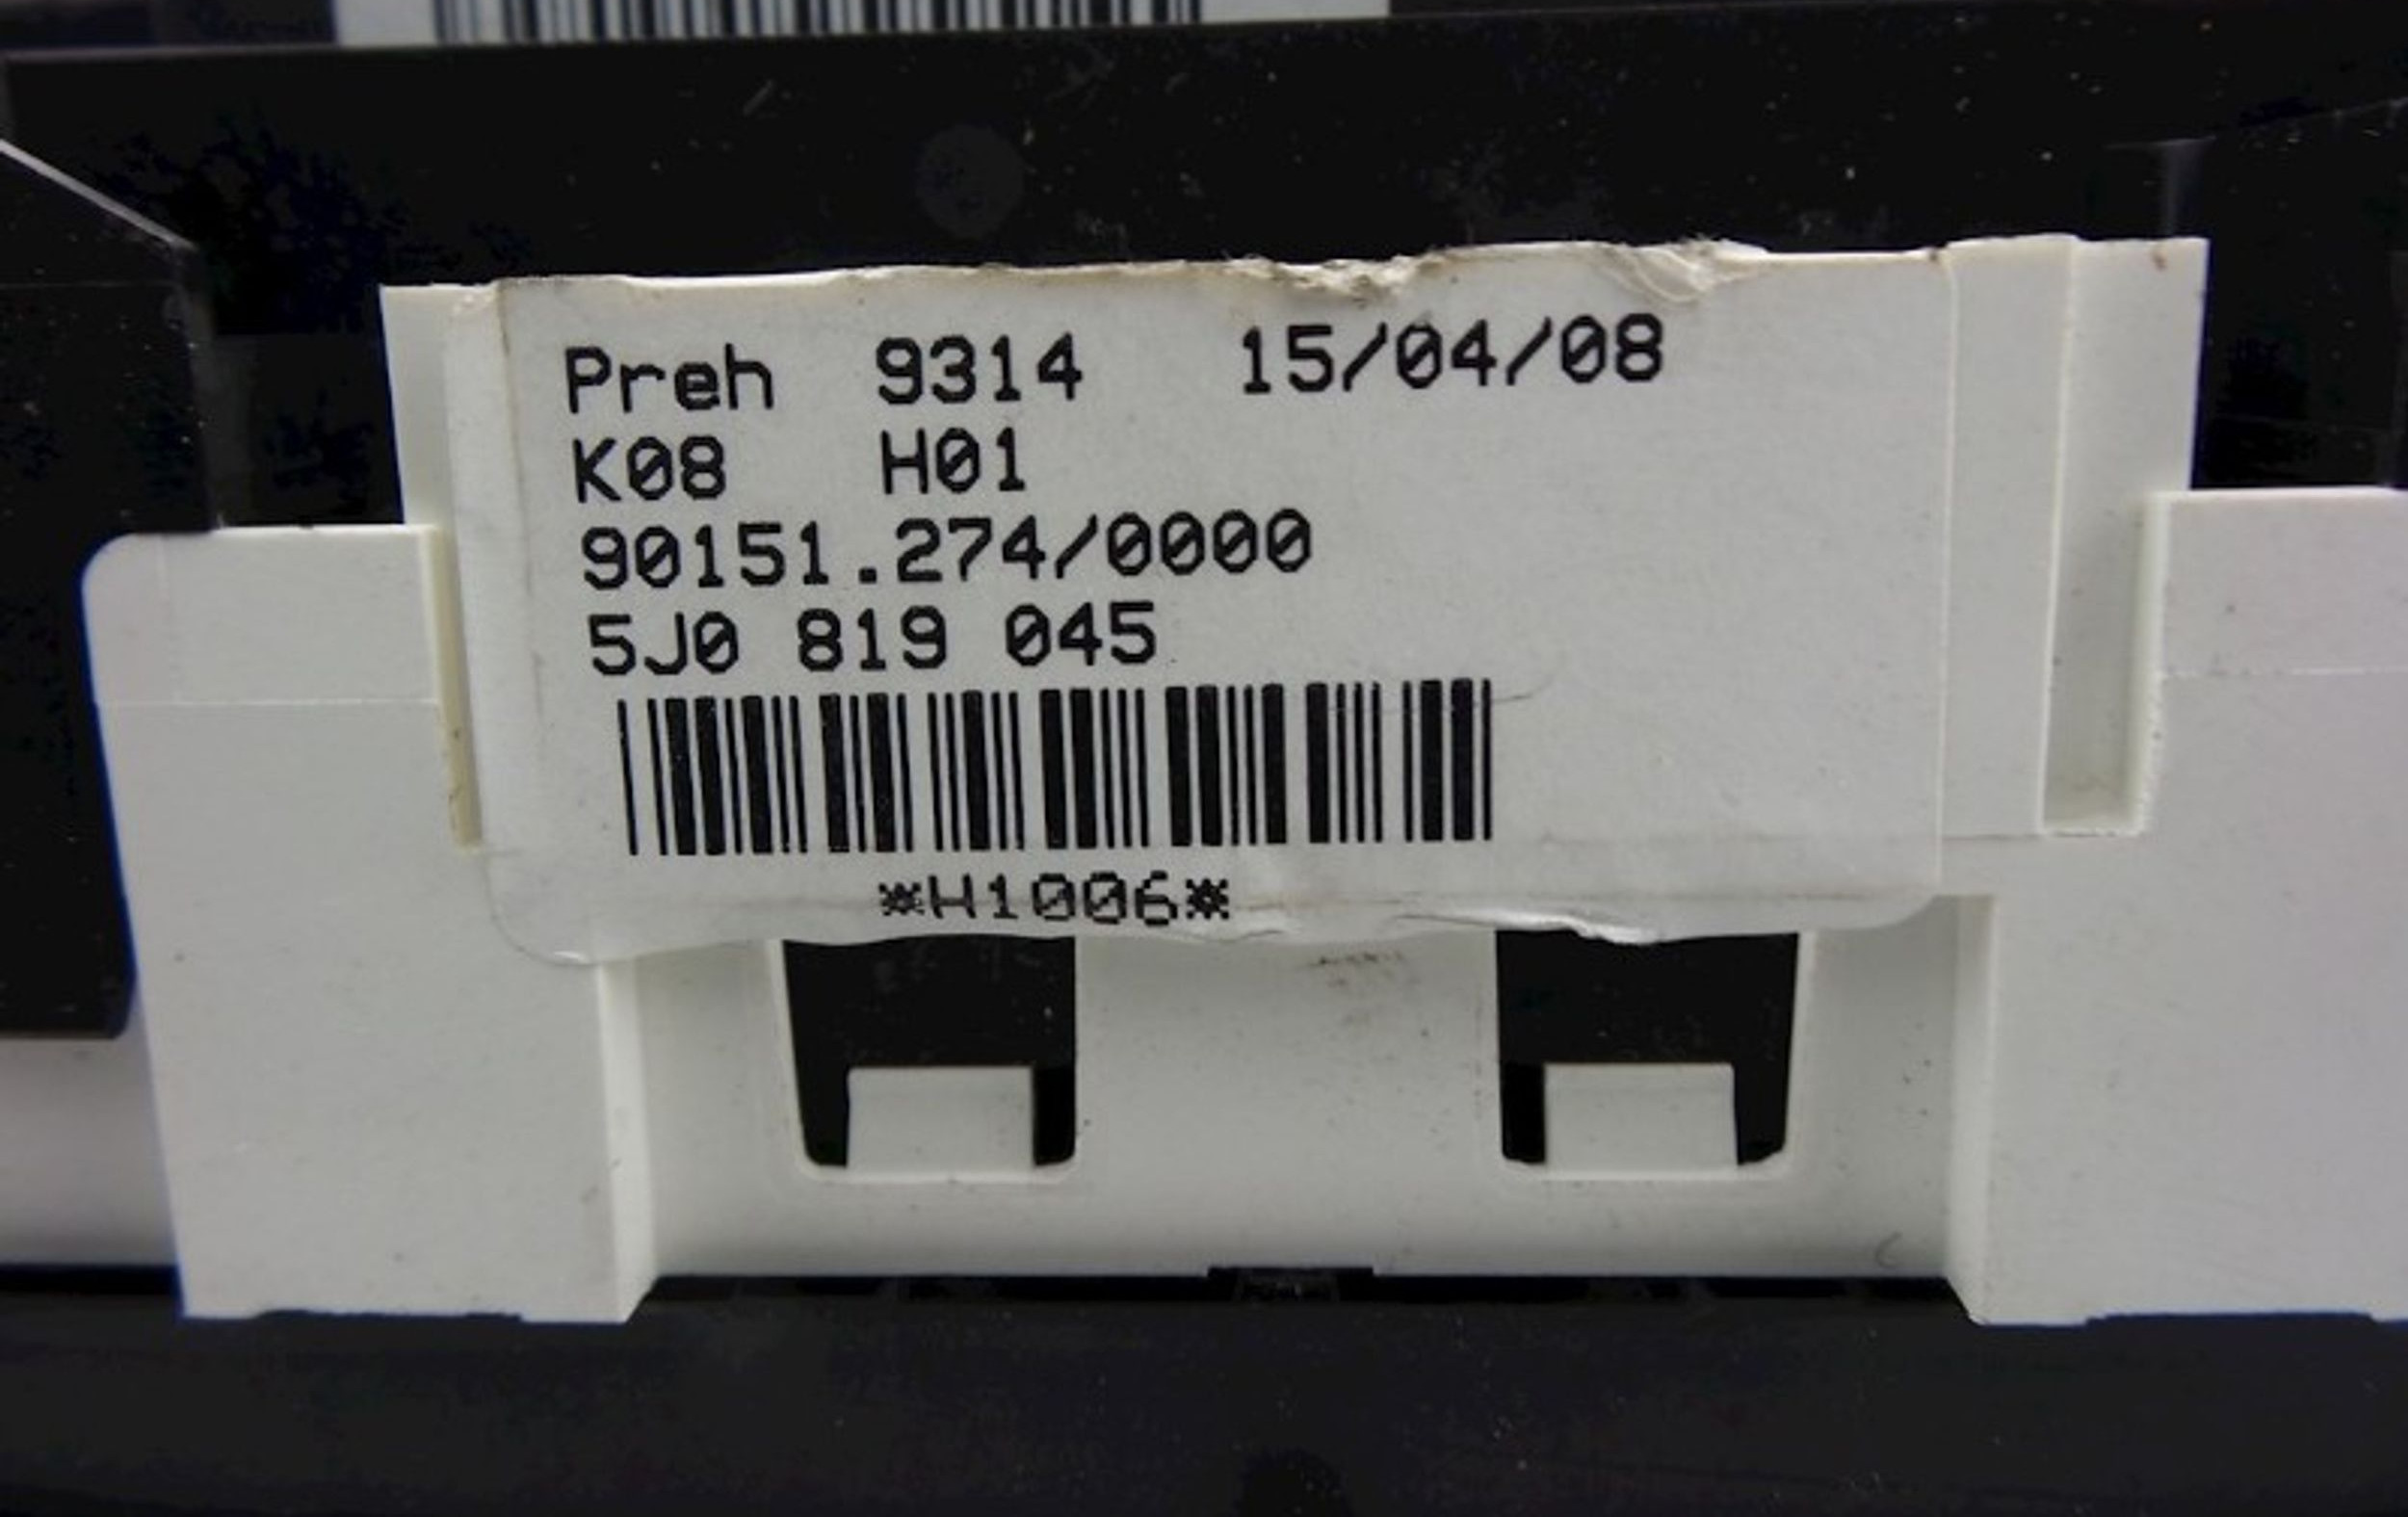 Preh 9314 15/04/08
K08 H01
90151.274/0000
5J0 819 045
*H1006*